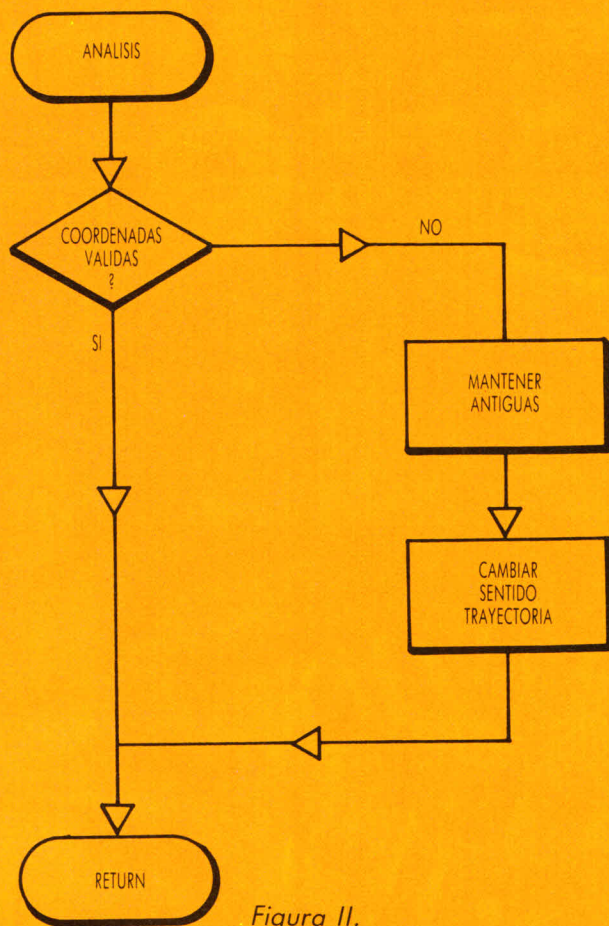 ANALISIS
COORDENADAS
VALIDAS
?
NO
SI
MANTENER
ANTIGUAS
CAMBIAR
SENTIDO
TRAYECTORIA
RETURN
Figura II.